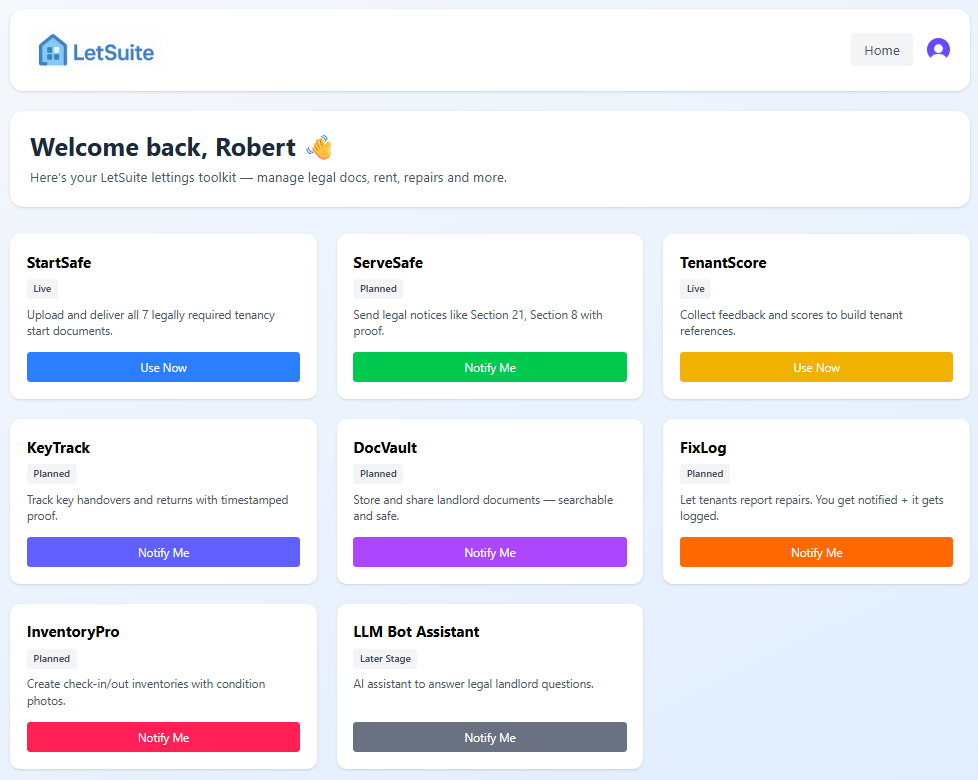 LetSuite
Home
Welcome back, Robert 👋
Here's your LetSuite lettings toolkit — manage legal docs, rent, repairs and more.
StartSafe
Live
Upload and deliver all 7 legally required tenancy
start documents.
Use Now
ServeSafe
Planned
Send legal notices like Section 21, Section 8 with
proof.
Notify Me
TenantScore
Live
Collect feedback and scores to build tenant
references.
Use Now
KeyTrack
Planned
Track key handovers and returns with timestamped
proof.
Notify Me
DocVault
Planned
Store and share landlord documents — searchable
and safe.
Notify Me
FixLog
Planned
Let tenants report repairs. You get notified + it gets
logged.
Notify Me
InventoryPro
Planned
Create check-in/out inventories with condition
photos.
Notify Me
LLM Bot Assistant
Later Stage
AI assistant to answer legal landlord questions.
Notify Me